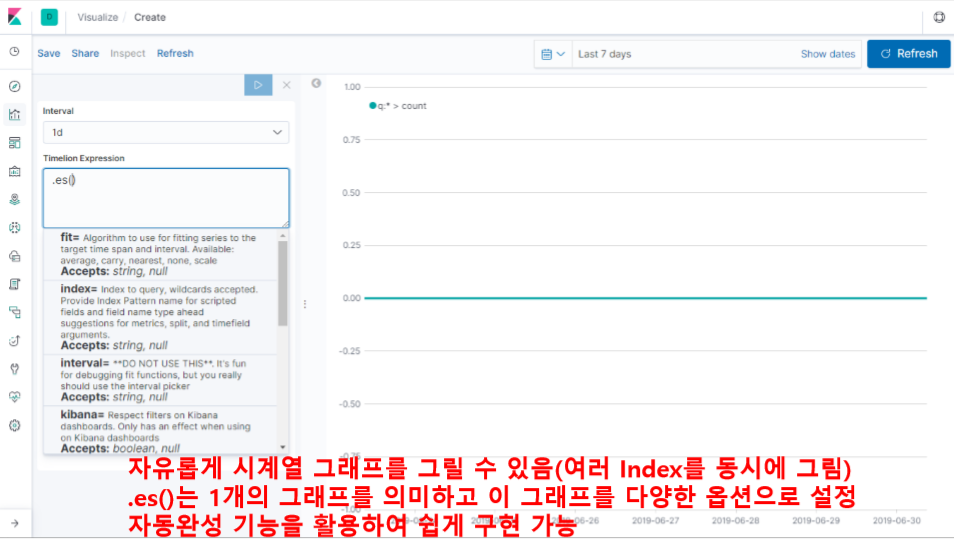 D
Visualize / Create
Save Share Inspect Refresh
Last 7 days
Show dates
Refresh
Interval
1d
Timelion Expression
.es()
fit= Algorithm to use for fitting series to the
target time span and interval. Available:
average, carry, nearest, none, scale
Accepts: string, null
index= Index to query, wildcards accepted.
Provide Index Pattern name for scripted
fields and field name type ahead
suggestions for metrics, split, and timefield
arguments.
Accepts: string, null
interval= **DO NOT USE THIS**. It's fun
for debugging fit functions, but you really
should use the interval picker
Accepts: string, null
kibana= Respect filters on Kibana
dashboards. Only has an effect when using
on Kibana dashboards
Accepts: boolean, null
q:* > count
1.00
0.75
0.50
0.25
0.00
-0.25
-0.50
-0.75
-1.00
2019-06-27
2019-06-28
2019-06-29
2019-06-30
자유롭게 시계열 그래프를 그릴 수 있음(여러 Index를 동시에 그림)
.es()는 1개의 그래프를 의미하고 이 그래프를 다양한 옵션으로 설정
자동완성 기능을 활용하여 쉽게 구현 가능